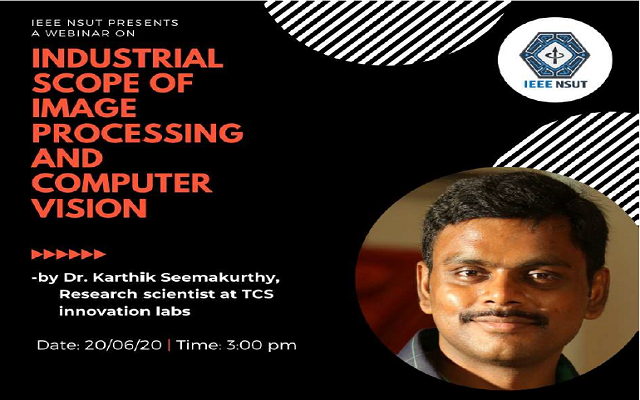 IEEE NSUT PRESENTS
A WEBINAR ON
INDUSTRIAL
SCOPE OF
IMAGE
PROCESSING
AND
COMPUTER
VISION
IEEE NSUT
-by Dr. Karthik Seemakurthy,
Research scientist at TCS
innovation labs
Date: 20/06/20 | Time: 3:00 pm